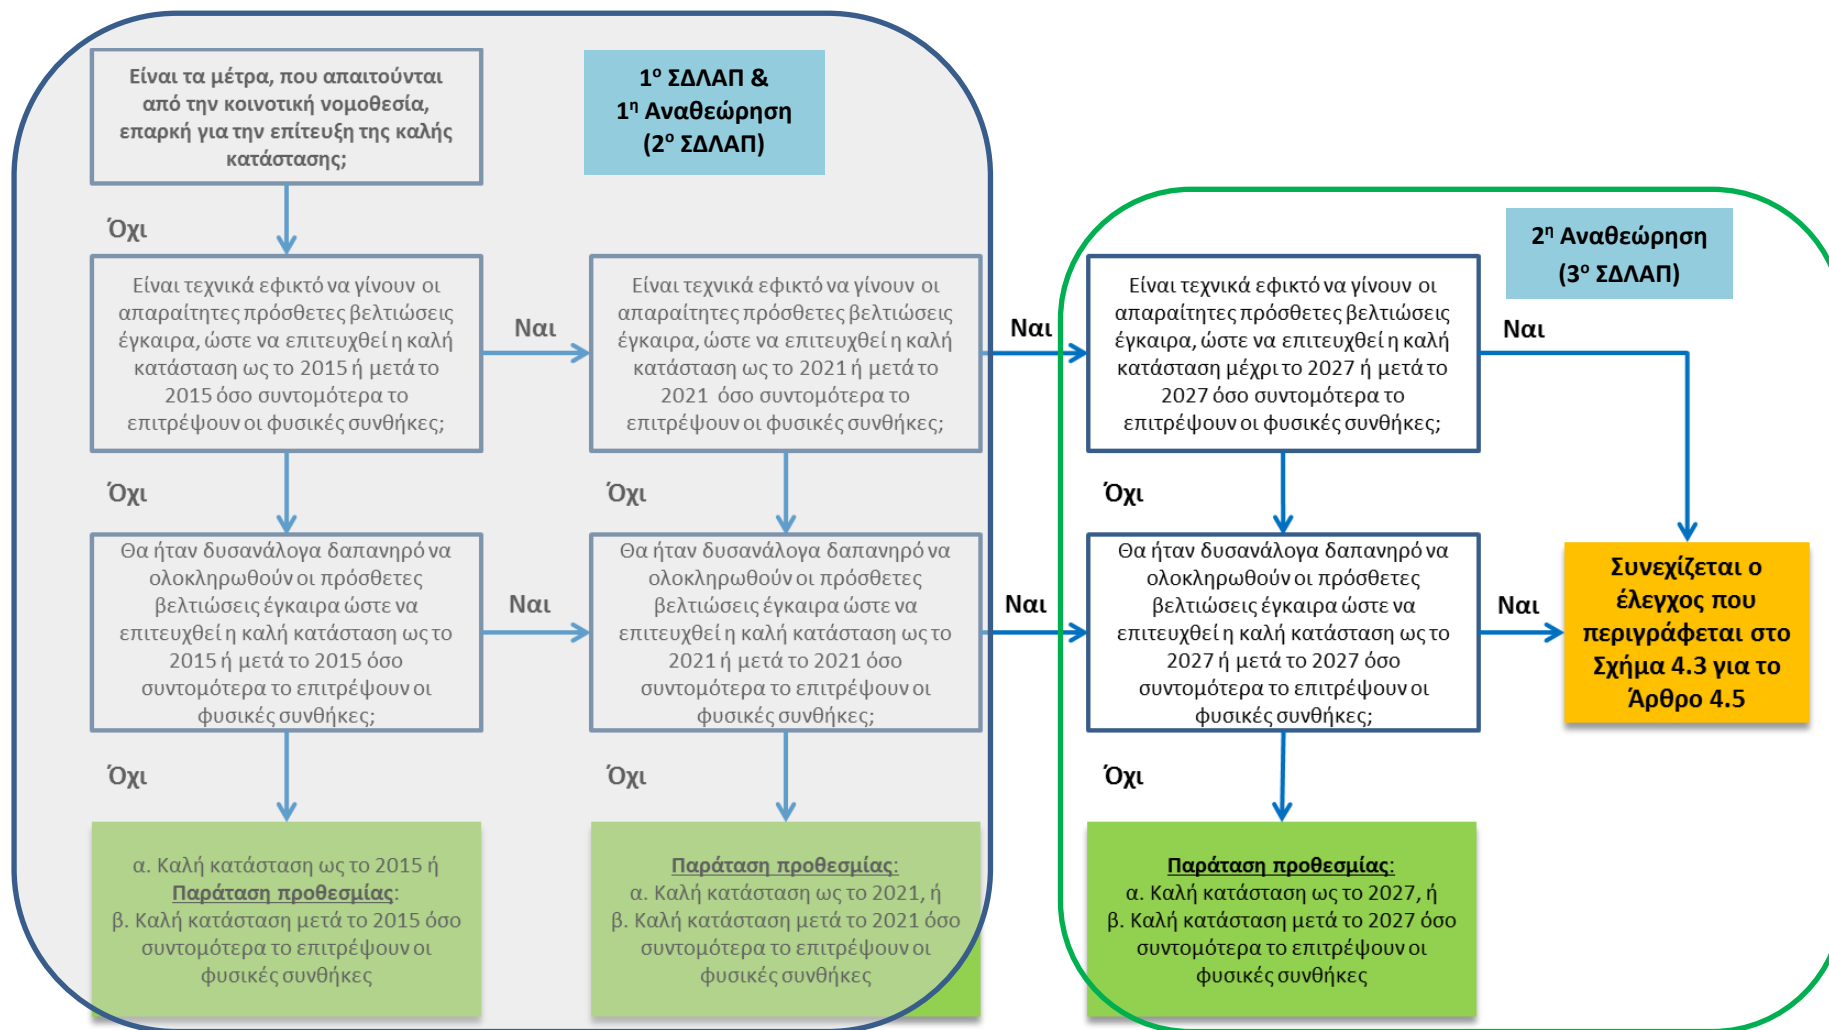 Είναι τα μέτρα, που απαιτούνται
από την κοινοτική νομοθεσία,
επαρκή για την επίτευξη της καλής
κατάστασης;
1ο ΣΔΛΑΠ &
1η Αναθεώρηση
(2ο ΣΔΛΑΠ)
2η Αναθεώρηση
(3ο ΣΔΛΑΠ)
Όχι
Είναι τεχνικά εφικτό να γίνουν οι
απαραίτητες πρόσθετες βελτιώσεις
έγκαιρα, ώστε να επιτευχθεί η καλή
κατάσταση ως το 2015 ή μετά το
2015 όσο συντομότερα το
επιτρέψουν οι φυσικές συνθήκες;
Ναι
Είναι τεχνικά εφικτό να γίνουν οι
απαραίτητες πρόσθετες βελτιώσεις
έγκαιρα, ώστε να επιτευχθεί η καλή
κατάσταση ως το 2021 ή μετά το
2021 όσο συντομότερα το
επιτρέψουν οι φυσικές συνθήκες;
Ναι
Είναι τεχνικά εφικτό να γίνουν οι
απαραίτητες πρόσθετες βελτιώσεις
έγκαιρα, ώστε να επιτευχθεί η καλή
κατάσταση μέχρι το 2027 ή μετά το
2027 όσο συντομότερα το
επιτρέψουν οι φυσικές συνθήκες;
Ναι
Όχι
Όχι
Όχι
Θα ήταν δυσανάλογα δαπανηρό να
ολοκληρωθούν οι πρόσθετες
βελτιώσεις έγκαιρα ώστε να
επιτευχθεί η καλή κατάσταση ως το
2015 ή μετά το 2015 όσο
συντομότερα το επιτρέψουν οι
φυσικές συνθήκες;
Ναι
Θα ήταν δυσανάλογα δαπανηρό να
ολοκληρωθούν οι πρόσθετες
βελτιώσεις έγκαιρα ώστε να
επιτευχθεί η καλή κατάσταση ως το
2021 ή μετά το 2021 όσο
συντομότερα το επιτρέψουν οι
φυσικές συνθήκες;
Ναι
Θα ήταν δυσανάλογα δαπανηρό να
ολοκληρωθούν οι πρόσθετες
βελτιώσεις έγκαιρα ώστε να
επιτευχθεί η καλή κατάσταση ως το
2027 ή μετά το 2027 όσο
συντομότερα το επιτρέψουν οι
φυσικές συνθήκες;
Ναι
Συνεχίζεται ο
έλεγχος που
περιγράφεται στο
Σχήμα 4.3 για το
Άρθρο 4.5
Όχι
Όχι
Όχι
α. Καλή κατάσταση ως το 2015 ή
Παράταση προθεσμίας:
β. Καλή κατάσταση μετά το 2015 όσο
συντομότερα το επιτρέψουν οι
φυσικές συνθήκες
Παράταση προθεσμίας:
α. Καλή κατάσταση ως το 2021, ή
β. Καλή κατάσταση μετά το 2021 όσο
συντομότερα το επιτρέψουν οι
φυσικές συνθήκες
Παράταση προθεσμίας:
α. Καλή κατάσταση ως το 2027, ή
β. Καλή κατάσταση μετά το 2027 όσο
συντομότερα το επιτρέψουν οι
φυσικές συνθήκες